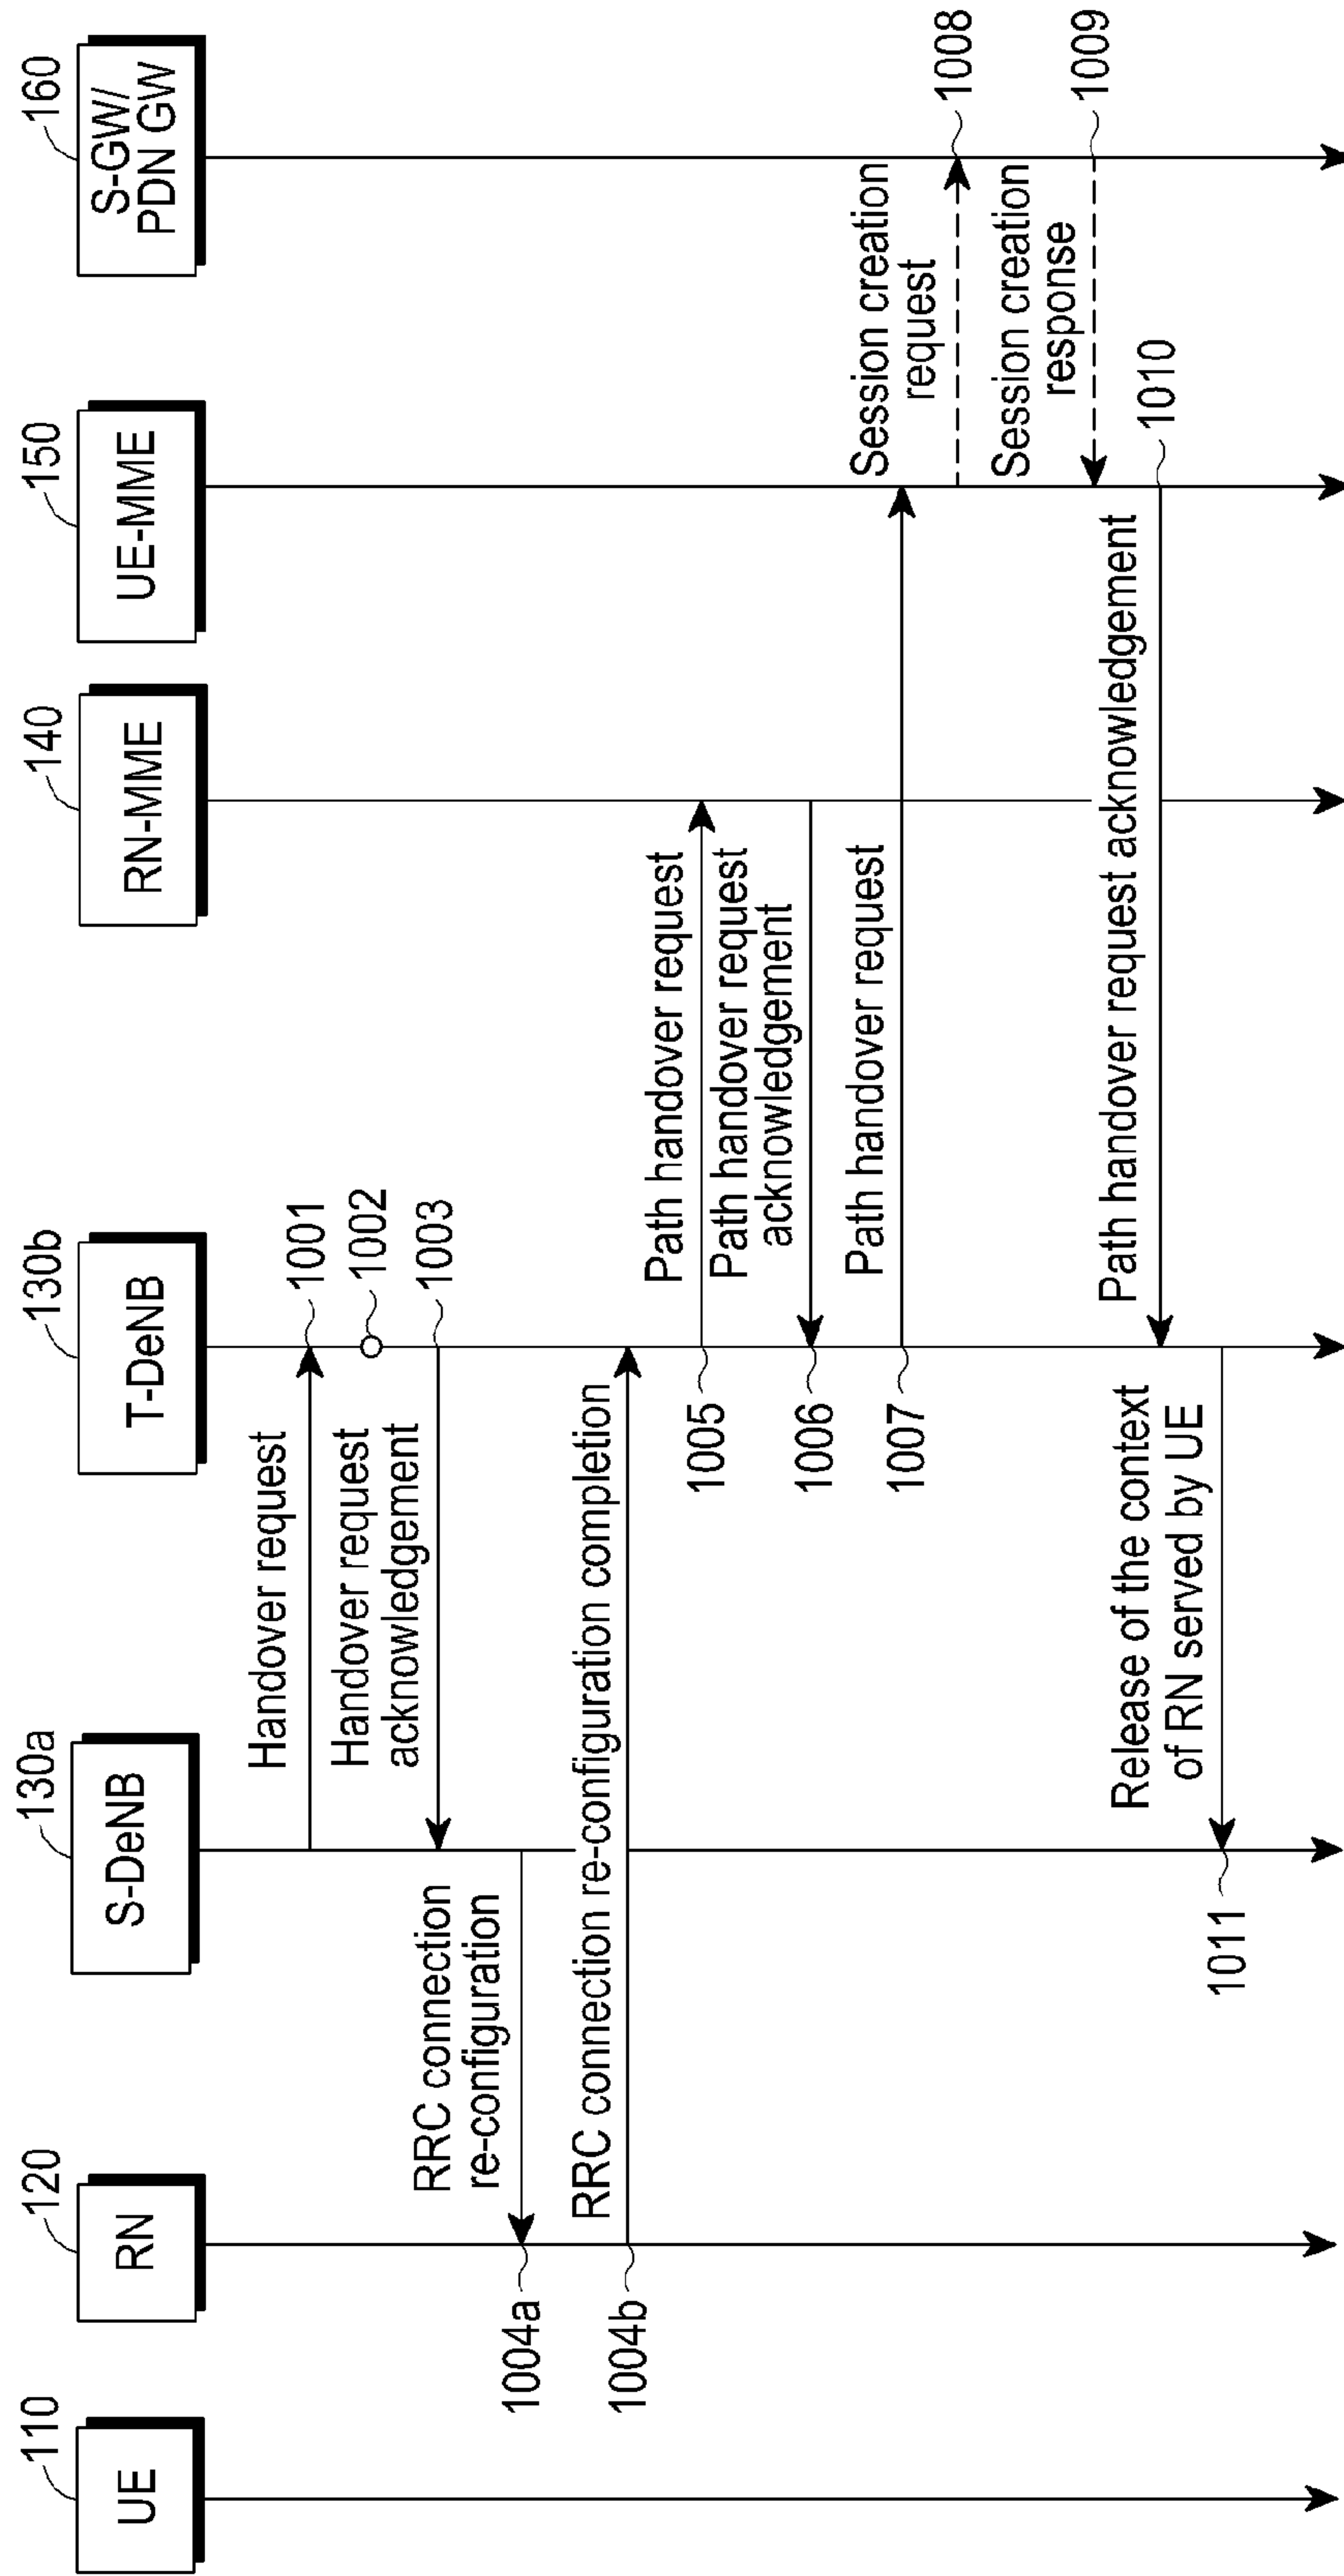 110
UE
120
RN
130a
S-DeNB
130b
T-DeNB
140
RN-MME
150
UE-MME
160
S-GW/
PDN GW
Handover request
1001
1002
Handover request
acknowledgement
1003
RRC connection
re-configuration
1004a
RRC connection re-configuration completion
1004b
Path handover request
1005
Path handover request
acknowledgement
1006
Path handover request
1007
Session creation
request
1008
Session creation
response
1009
Path handover request acknowledgement
1010
Release of the context
of RN served by UE
1011